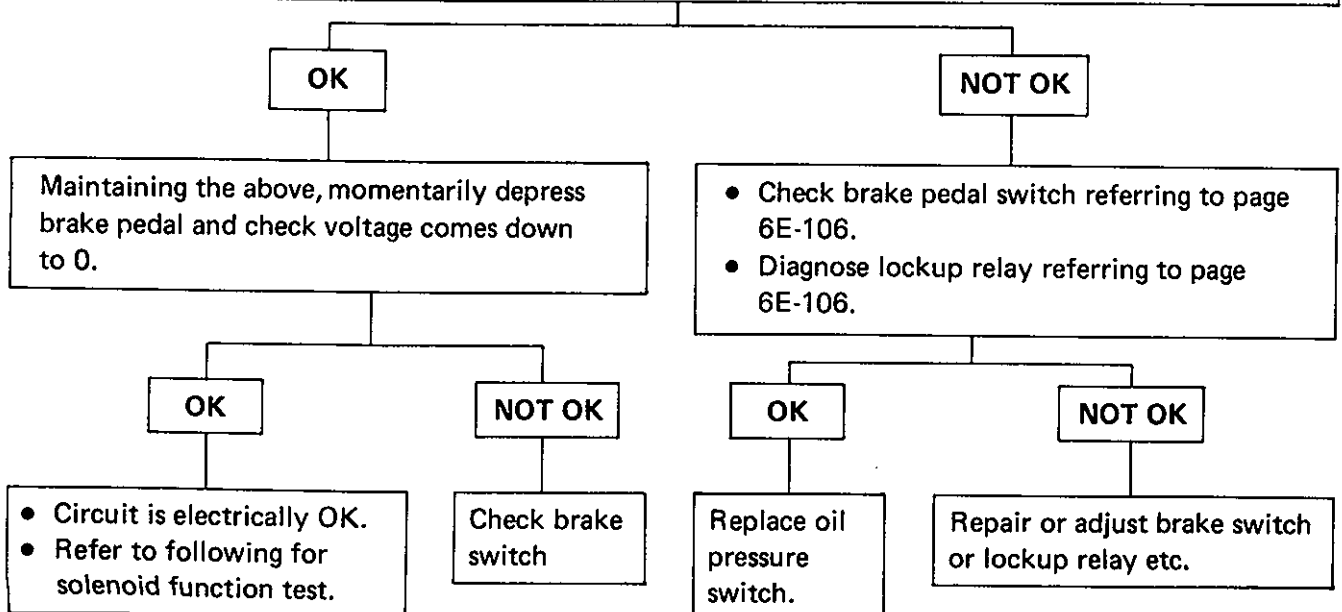 OK
NOT OK
Maintaining the above, momentarily depress
brake pedal and check voltage comes down
to 0.
• Check brake pedal switch referring to page
6E-106.
• Diagnose lockup relay referring to page
6E-106.
OK
NOT OK
OK
NOT OK
• Circuit is electrically OK.
• Refer to following for
solenoid function test.
Check brake
switch
Replace oil
pressure
switch.
Repair or adjust brake switch
or lockup relay etc.